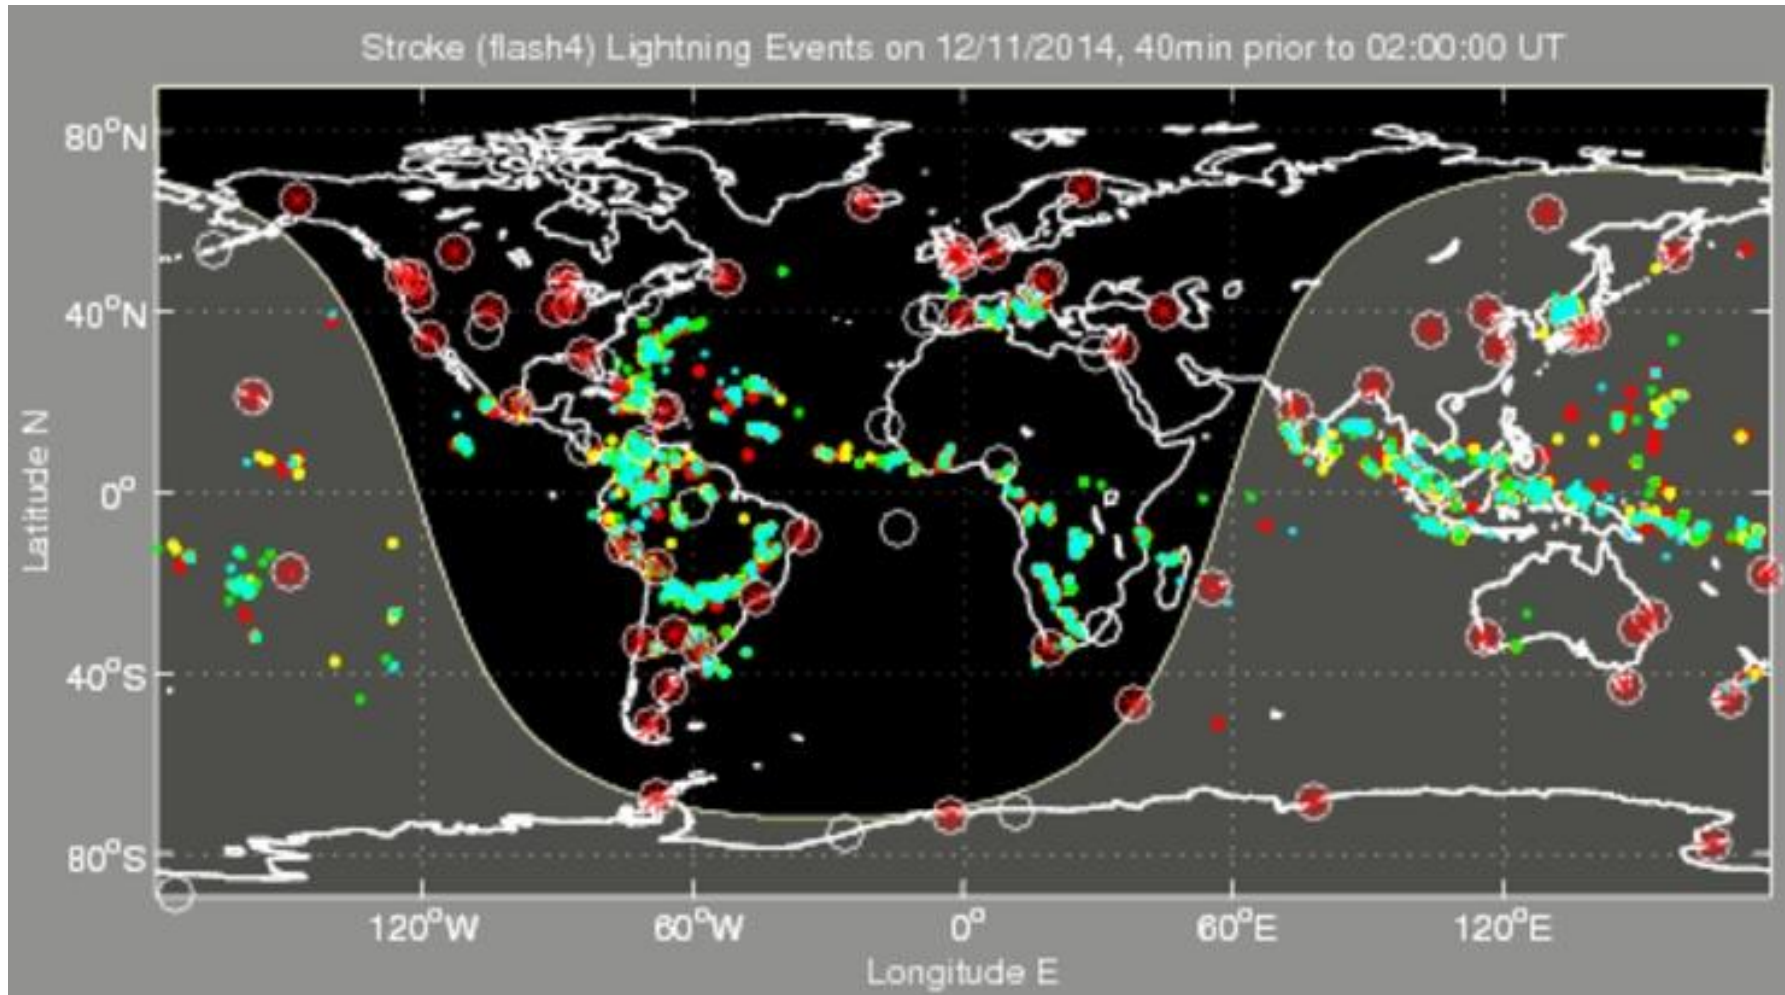 Stroke (flash4) Lightning Events on 12/11/2014, 40min prior to 02:00:00 UT
80°N
40°N
0°
40°S
80°S
Latitude N
120°W 60°W 0° 60°E 120°E
Longitude E